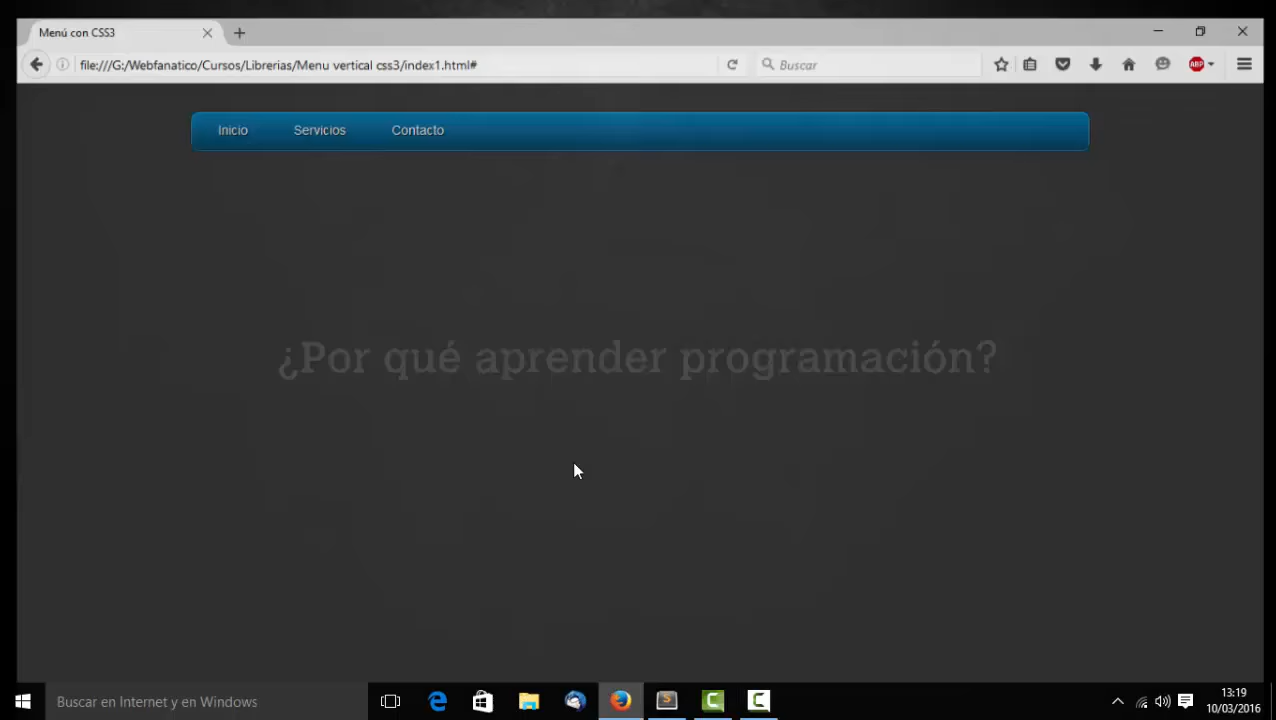 Menú con CSS3
file:///G:/Webfanatico/Cursos/Librerias/Menu vertical css3/index1.html#
Buscar
ABP
Inicio
Servicios
Contacto
¿Por qué aprender programación?
Buscar en Internet y en Windows
13:19
10/03/2016